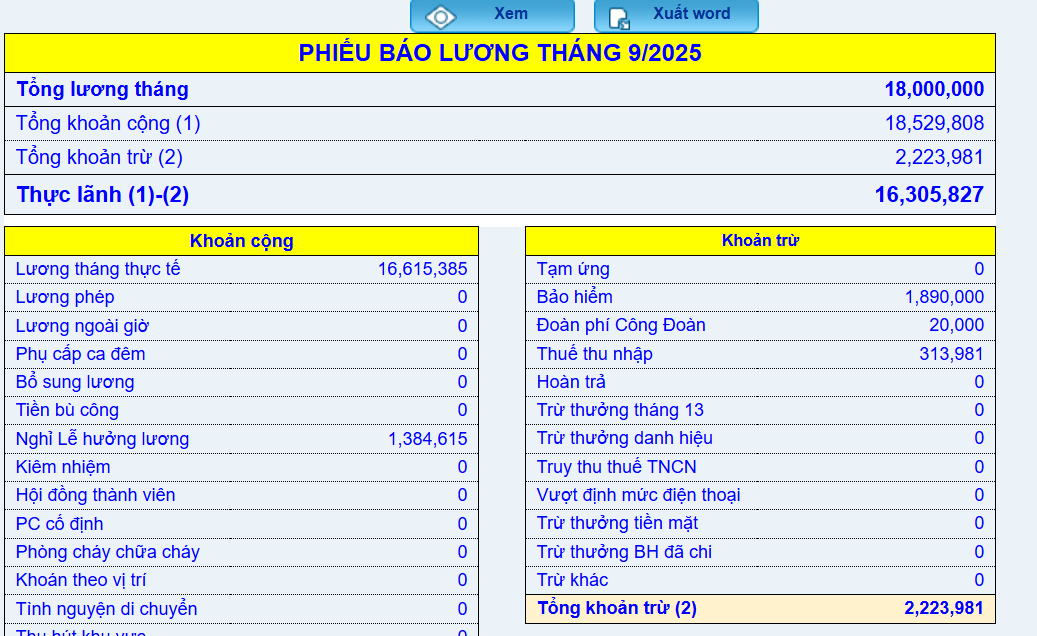 Xem Xuất word
PHIẾU BÁO LƯƠNG THÁNG 9/2025
Tổng lương tháng 18,000,000
Tổng khoản cộng (1) 18,529,808
Tổng khoản trừ (2) 2,223,981
Thực lãnh (1)-(2) 16,305,827
Khoản cộng
Lương tháng thực tế 16,615,385
Lương phép 0
Lương ngoài giờ 0
Phụ cấp ca đêm 0
Bổ sung lương 0
Tiền bù công 0
Nghỉ Lễ hưởng lương 1,384,615
Kiêm nhiệm 0
Hội đồng thành viên 0
PC cố định 0
Phòng cháy chữa cháy 0
Khoán theo vị trí 0
Tình nguyện di chuyển 0
Thu hút khu vực 0
Khoản trừ
Tạm ứng 0
Bảo hiểm 1,890,000
Đoàn phí Công Đoàn 20,000
Thuế thu nhập 313,981
Hoàn trả 0
Trừ thưởng tháng 13 0
Trừ thưởng danh hiệu 0
Truy thu thuế TNCN 0
Vượt định mức điện thoại 0
Trừ thưởng tiền mặt 0
Trừ thưởng BH đã chi 0
Trừ khác 0
Tổng khoản trừ (2) 2,223,981